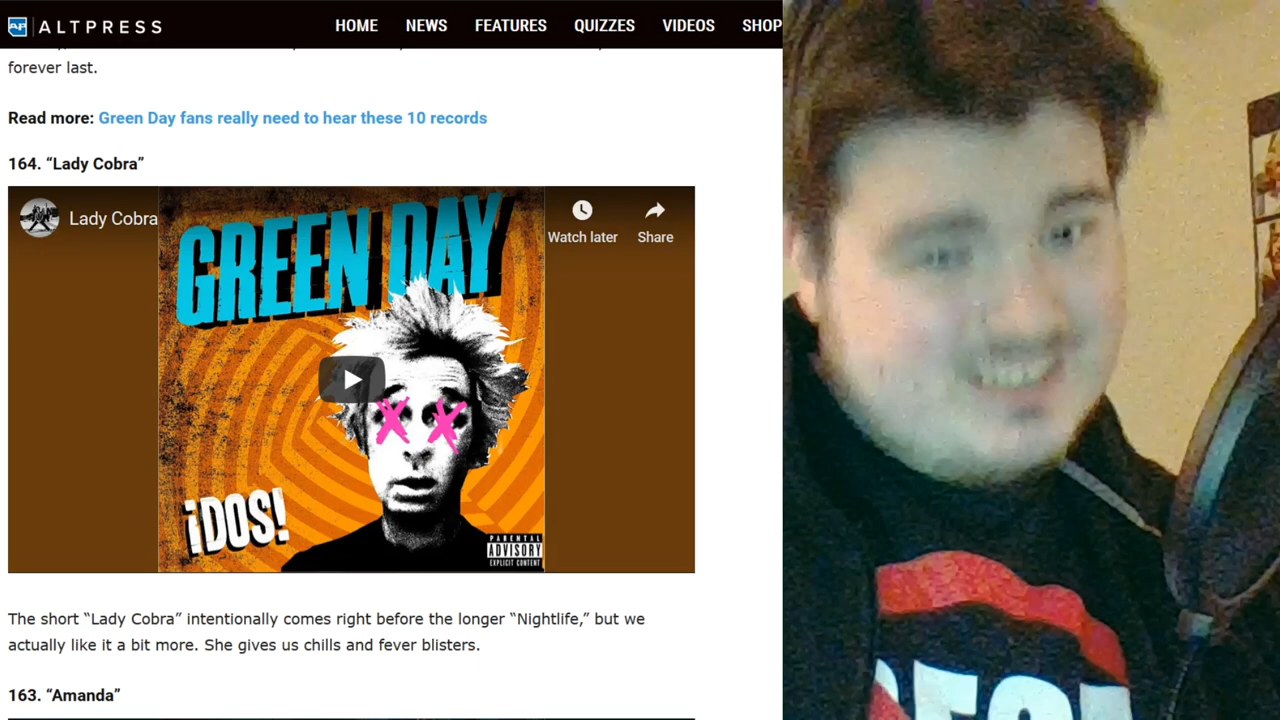 AP ALTPRESS HOME NEWS FEATURES QUIZZES VIDEOS SHOP
forever last.
Read more: Green Day fans really need to hear these 10 records
164. “Lady Cobra”
Lady Cobra
Watch later Share
GREEN DAY
¡DOS!
PARENTAL
ADVISORY
EXPLICIT CONTENT
The short “Lady Cobra” intentionally comes right before the longer “Nightlife,” but we
actually like it a bit more. She gives us chills and fever blisters.
163. “Amanda”